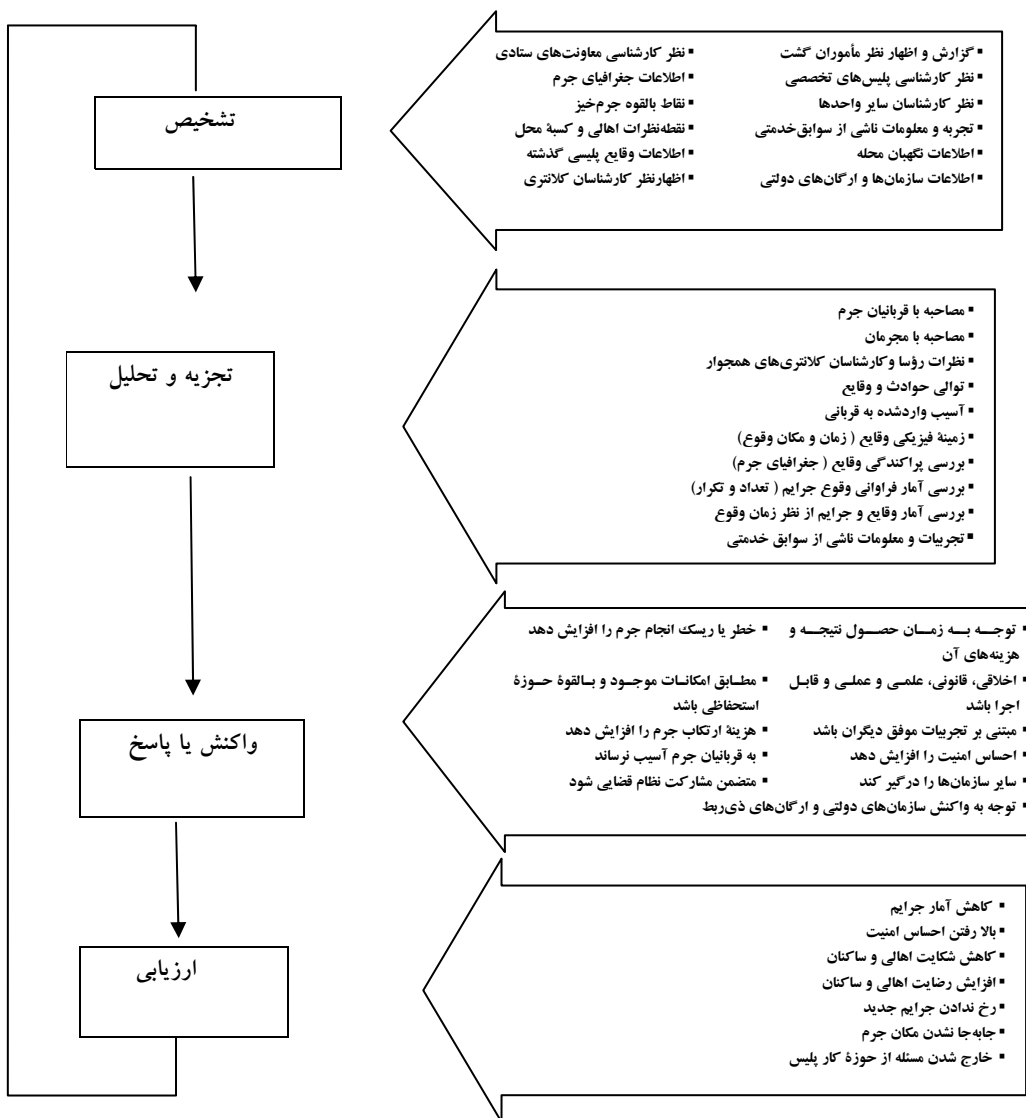 تشخیص
▪ گزارش و اظهار نظر مأموران گشت
▪ نظر کارشناسی پلیس‌های تخصصی
▪ نظر کارشناسان سایر واحدها
▪ تجربه و معلومات ناشی از سوابق‌خدمتی
▪ اطلاعات نگهبان محله
▪ اطلاعات سازمان‌ها و ارگان‌های دولتی
▪ نظر کارشناسی معاونت‌های ستادی
▪ اطلاعات جغرافیای جرم
▪ نقاط بالقوه جرم‌خیز
▪ نقطه‌نظرات اهالی و کسبۀ محل
▪ اطلاعات وقایع پلیسی گذشته
▪ اظهارنظر کارشناسان کلانتری
تجزیه و تحلیل
▪ مصاحبه با قربانیان جرم
▪ مصاحبه با مجرمان
▪ نظرات رؤسا وکارشناسان کلانتری‌های همجوار
▪ توالی حوادث و وقایع
▪ آسیب واردشده به قربانی
▪ زمینۀ فیزیکی وقایع ( زمان و مکان وقوع)
▪ بررسی پراکندگی وقایع ( جغرافیای جرم)
▪ بررسی آمار فراوانی وقوع جرایم ( تعداد و تکرار)
▪ بررسی آمار وقایع و جرایم از نظر زمان وقوع
▪ تجربیات و معلومات ناشی از سوابق خدمتی
واکنش یا پاسخ
▪ توجه به زمان حصول نتیجه و
هزینه‌های آن
▪ اخلاقی، قانونی، علمی و عملی و قابل
اجرا باشد
▪ مبتنی بر تجربیات موفق دیگران باشد
▪ احساس امنیت را افزایش دهد
▪ سایر سازمان‌ها را درگیر کند
▪ خطر یا ریسک انجام جرم را افزایش دهد
▪ مطابق امکانات موجود و بالقوۀ حوزۀ
استحفاظی باشد
▪ هزینۀ ارتکاب جرم را افزایش دهد
▪ به قربانیان جرم آسیب نرساند
▪ متضمن مشارکت نظام قضایی شود
▪ توجه به واکنش سازمان‌های دولتی و ارگان‌های ذی‌ربط
ارزیابی
▪ کاهش آمار جرایم
▪ بالا رفتن احساس امنیت
▪ کاهش شکایت اهالی و ساکنان
▪ افزایش رضایت اهالی و ساکنان
▪ رخ ندادن جرایم جدید
▪ جابه‌جا نشدن مکان جرم
▪ خارج شدن مسئله از حوزۀ کار پلیس